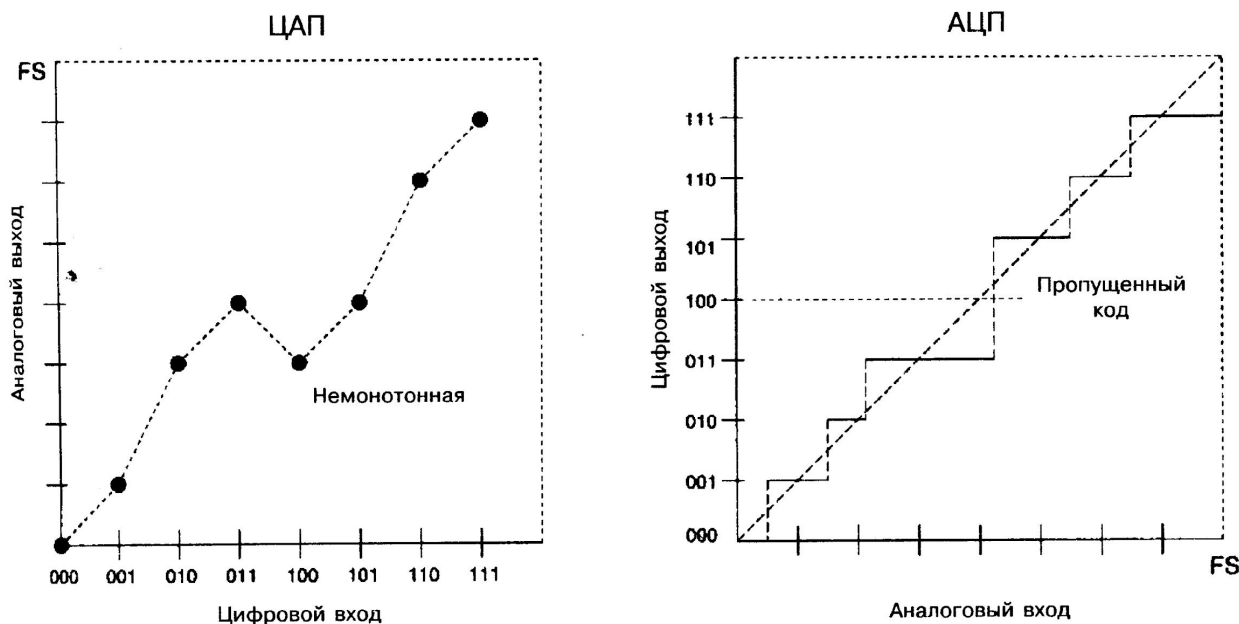 ЦАП
FS
Аналоговый выход
Немонотонная
000 001 010 011 100 101 110 111
Цифровой вход
АЦП
111
110
101
100
011
010
001
000
Цифровой выход
Пропущенный
код
FS
Аналоговый вход